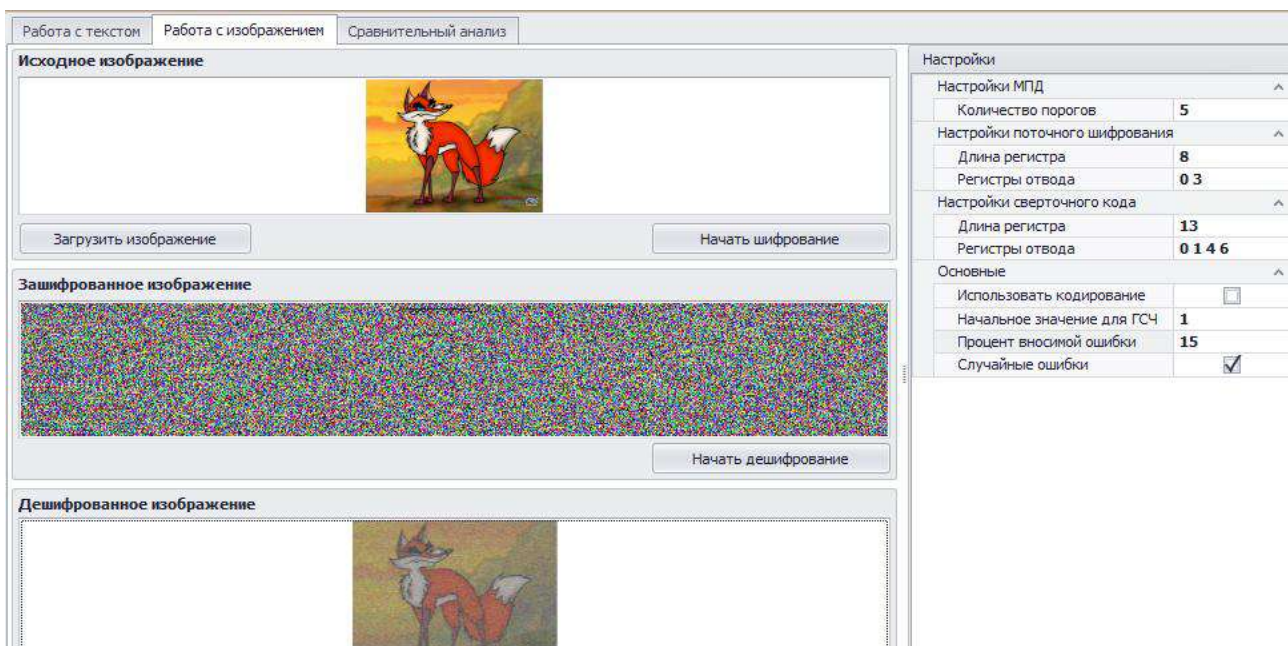 Работа с текстом Работа с изображением Сравнительный анализ
Исходное изображение
Загрузить изображение Начать шифрование
Зашифрованное изображение
Начать дешифрование
Дешифрованное изображение
Настройки
Настройки МПД
Количество порогов 5
Настройки поточного шифрования
Длина регистра 8
Регистры отвода 0 3
Настройки сверточного кода
Длина регистра 13
Регистры отвода 0 1 4 6
Основные
Использовать кодирование
Начальное значение для ГСЧ 1
Процент вносимой ошибки 15
Случайные ошибки